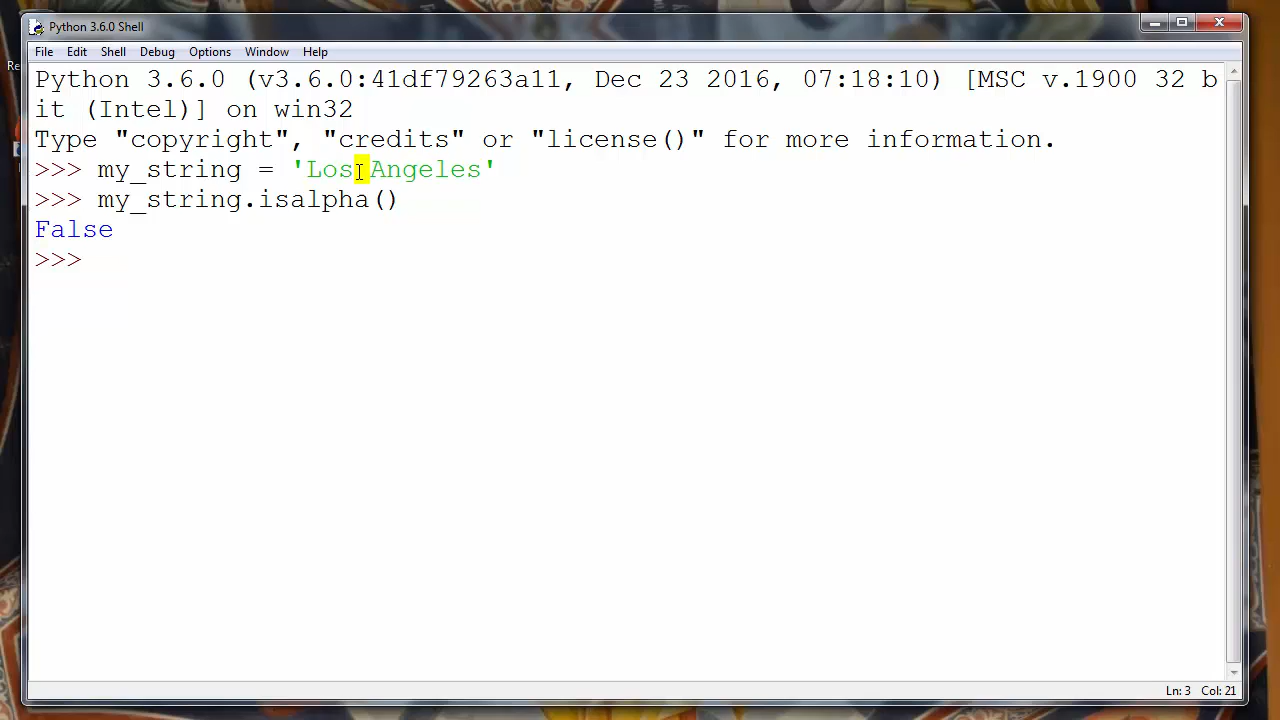 Python 3.6.0 Shell
File Edit Shell Debug Options Window Help
Re
Python 3.6.0 (v3.6.0:41df79263a11, Dec 23 2016, 07:18:10) [MSC v.1900 32 b
it (Intel)] on win32
Type "copyright", "credits" or "license()" for more information.
>>> my_string = 'Los Angeles'
>>> my_string.isalpha()
False
>>>
Ln: 3 Col: 21